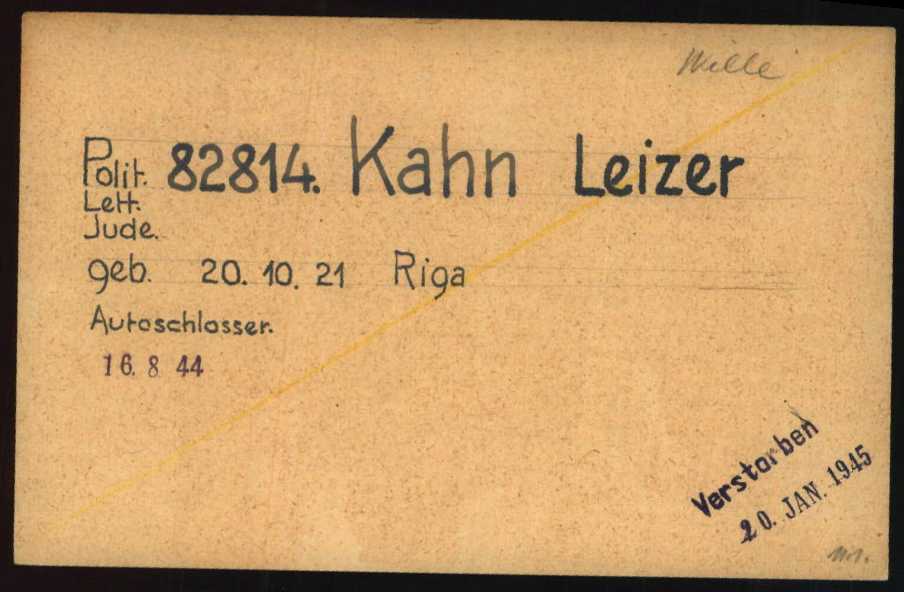 Wille
Polit. 82814. Kahn Leizer
Lett.
Jude.
geb. 20. 10. 21 Riga
Autoschlosser.
16. 8 44
Verstorben
20. JAN. 1945